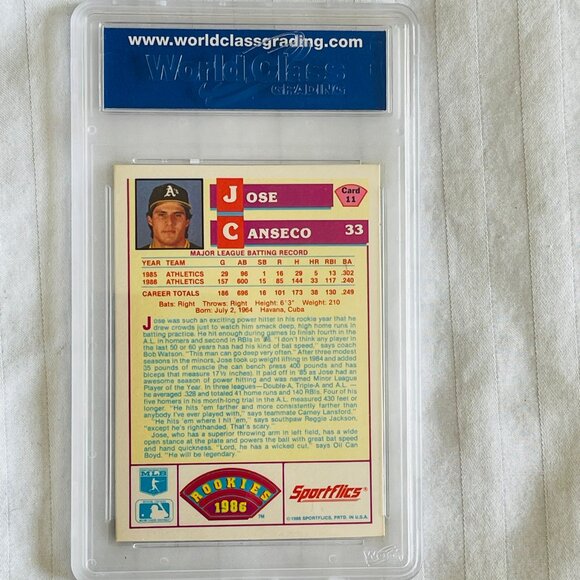 www.worldclassgrading.com
World Class
GRADING
A's
JOSE
Card
11
CANSECO 33
MAJOR LEAGUE BATTING RECORD
YEAR TEAM G AB SB R H HR RBI BA
1985 ATHLETICS 29 96 1 16 29 5 13 .302
1986 ATHLETICS 157 600 15 85 144 33 117 .240
CAREER TOTALS 186 696 16 101 173 38 130 .249
Bats: Right Throws: Right Height: 6'3" Weight: 210
Born: July 2, 1964 Havana, Cuba
Jose was such an exciting power hitter in his rookie year that he
drew crowds just to watch him smack deep, high home runs in
batting practice. He hit enough during games to finish fourth in the
A.L. in homers and second in RBIs in '86. "I don't think any player in
the last 50 or 60 years has had his kind of bat speed," says coach
Bob Watson. "This man can go deep very often." After three modest
seasons in the minors, Jose took up weight lifting in 1984 and added
35 pounds of muscle (he can bench press 400 pounds and has
biceps that measure 17½ inches). It paid off in '85 as Jose had an
awesome season of power hitting and was named Minor League
Player of the Year. In three leagues—Double-A, Triple-A and A.L.—
he averaged .328 and totaled 41 home runs and 140 RBIs. Four of his
five homers in his month-long trial in the A.L. measured 430 feet or
longer. "He hits 'em farther and more consistently farther than
anybody I've ever played with," says teammate Carney Lansford.
"He hits 'em where I hit 'em," says southpaw Reggie Jackson,
"except he's righthanded. That's scary."
Jose, who has a superior throwing arm in left field, has a wide
open stance at the plate and powers the ball with great bat speed
and hand quickness. "Lord, he has a wicked cut," says Oil Can
Boyd. "He will be legendary."
MLB
ROOKIES
1986
TM
Sportflics®
©1986 SPORTFLICS, PRTD. IN U.S.A.